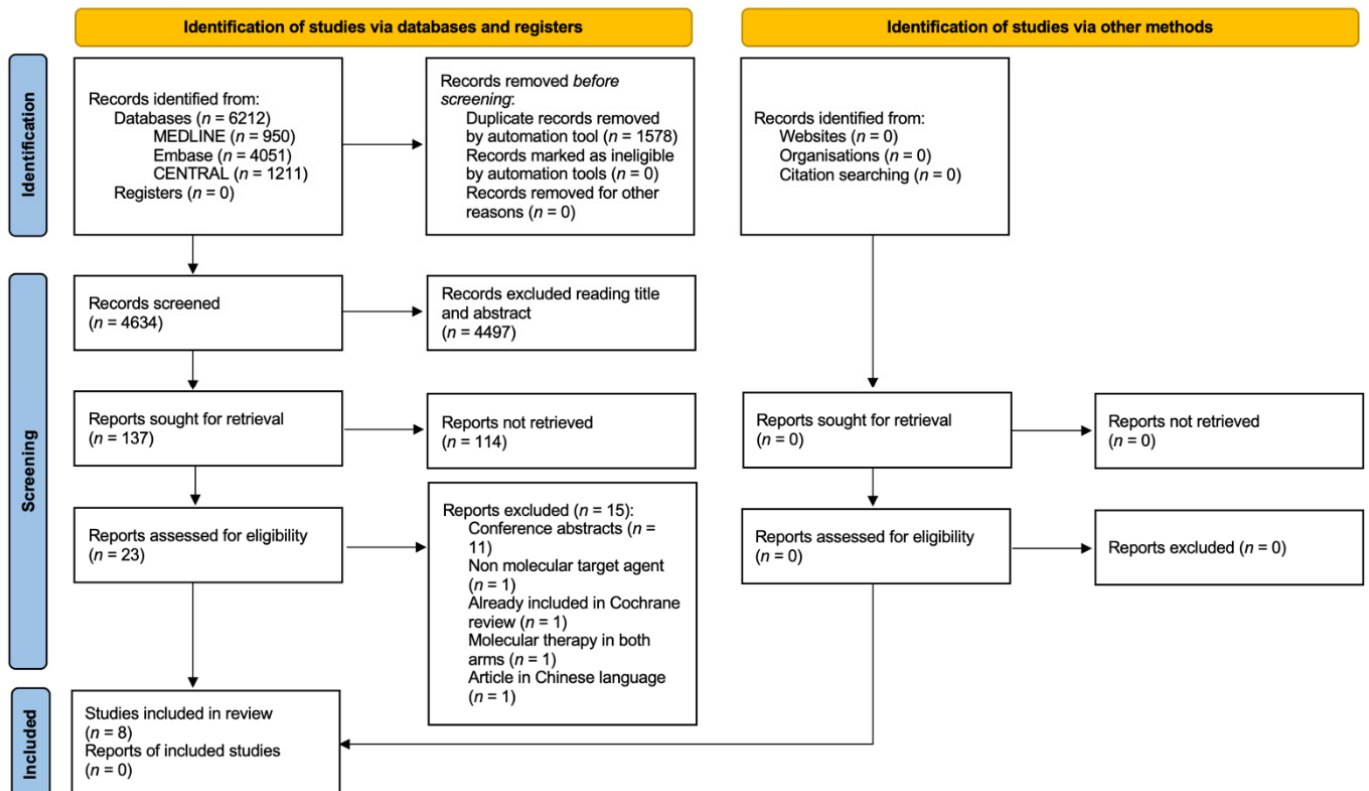 Identification of studies via databases and registers
Identification of studies via other methods
Identification
Records identified from:
Databases (n = 6212)
MEDLINE (n = 950)
Embase (n = 4051)
CENTRAL (n = 1211)
Registers (n = 0)
Records removed before
screening:
Duplicate records removed
by automation tool (n = 1578)
Records marked as ineligible
by automation tools (n = 0)
Records removed for other
reasons (n = 0)
Records identified from:
Websites (n = 0)
Organisations (n = 0)
Citation searching (n = 0)
Screening
Records screened
(n = 4634)
Records excluded reading title
and abstract
(n = 4497)
Reports sought for retrieval
(n = 137)
Reports not retrieved
(n = 114)
Reports sought for retrieval
(n = 0)
Reports not retrieved
(n = 0)
Reports assessed for eligibility
(n = 23)
Reports excluded (n = 15):
Conference abstracts (n =
11)
Non molecular target agent
(n = 1)
Already included in Cochrane
review (n = 1)
Molecular therapy in both
arms (n = 1)
Article in Chinese language
(n = 1)
Reports assessed for eligibility
(n = 0)
Reports excluded (n = 0)
Included
Studies included in review
(n = 8)
Reports of included studies
(n = 0)